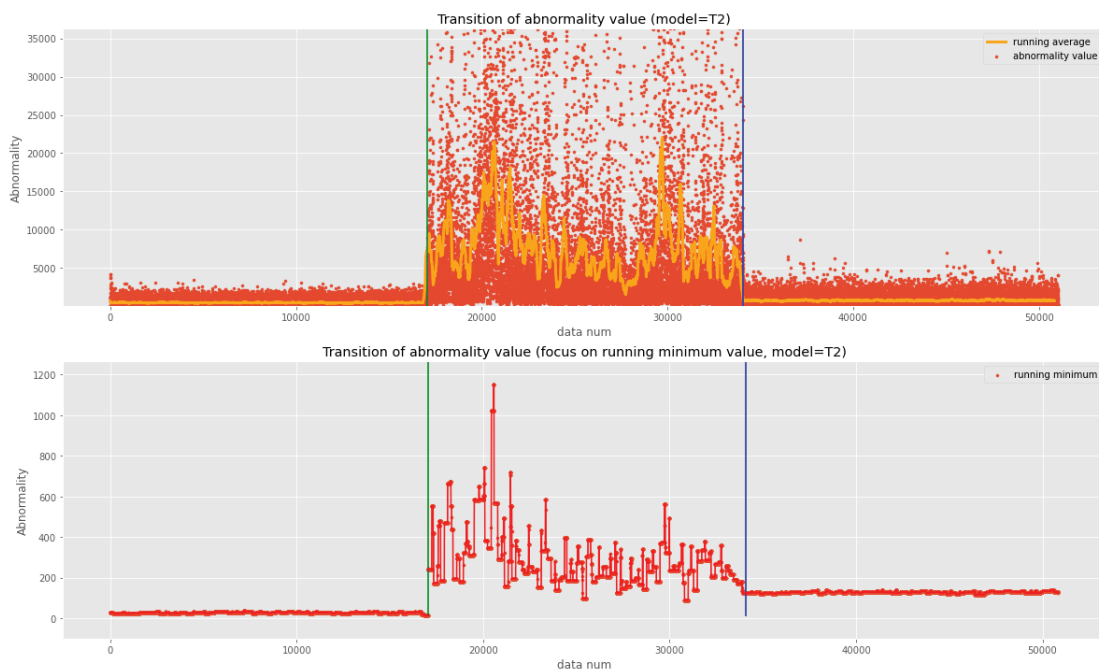 Transition of abnormality value (model=T2)
35000
30000
25000
20000
15000
10000
5000
Abnormality
running average
abnormality value
0
10000
20000
30000
40000
50000
data num
Transition of abnormality value (focus on running minimum value, model=T2)
1200
1000
800
600
400
200
0
Abnormality
running minimum
0
10000
20000
30000
40000
50000
data num